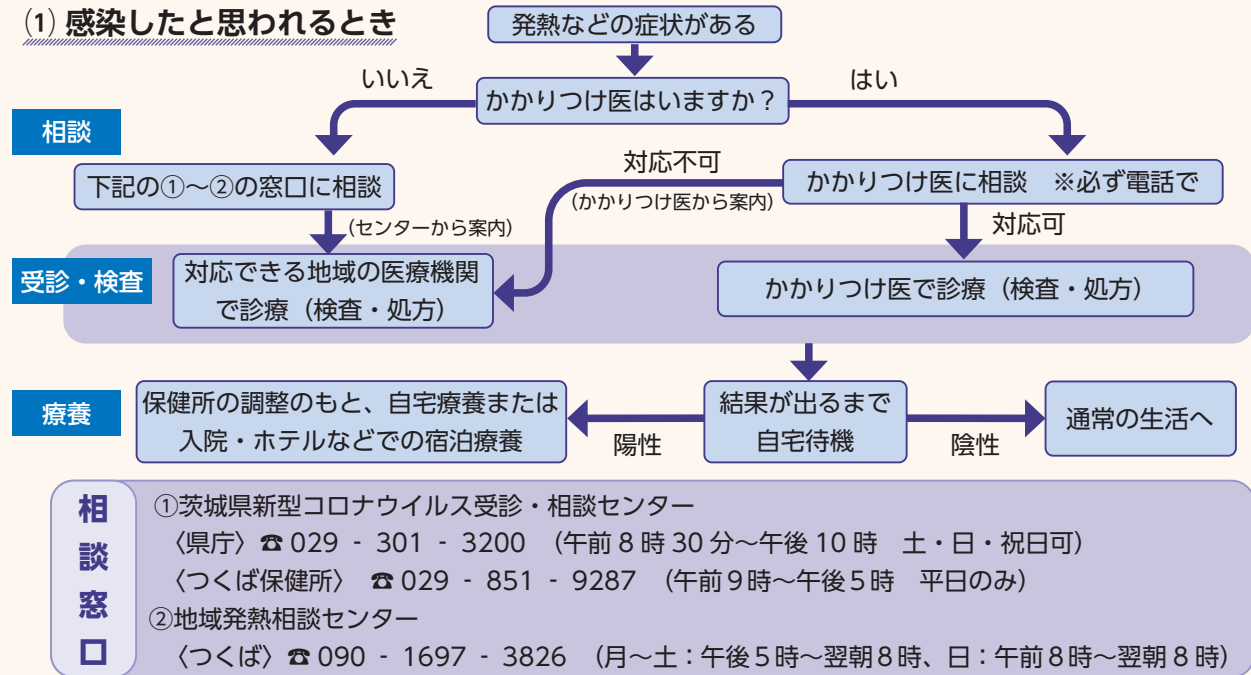 (1) 感染したと思われるとき
発熱などの症状がある
いいえ
かかりつけ医はいますか？
はい
相談
下記の①～②の窓口に相談
対応不可
(かかりつけ医から案内)
かかりつけ医に相談　※必ず電話で
(センターから案内)
対応可
受診・検査
対応できる地域の医療機関
で診療（検査・処方）
かかりつけ医で診療（検査・処方）
療養
保健所の調整のもと、自宅療養または
入院・ホテルなどでの宿泊療養
陽性
結果が出るまで
自宅待機
陰性
通常の生活へ
相談窓口
①茨城県新型コロナウイルス受診・相談センター
〈県庁〉☎ 029 - 301 - 3200 （午前 8 時 30 分～午後 10 時　土・日・祝日可）
〈つくば保健所〉 ☎ 029 - 851 - 9287 （午前９時～午後５時　平日のみ）
②地域発熱相談センター
〈つくば〉☎ 090 - 1697 - 3826 （月～土：午後５時～翌朝８時、日：午前８時～翌朝 8 時）